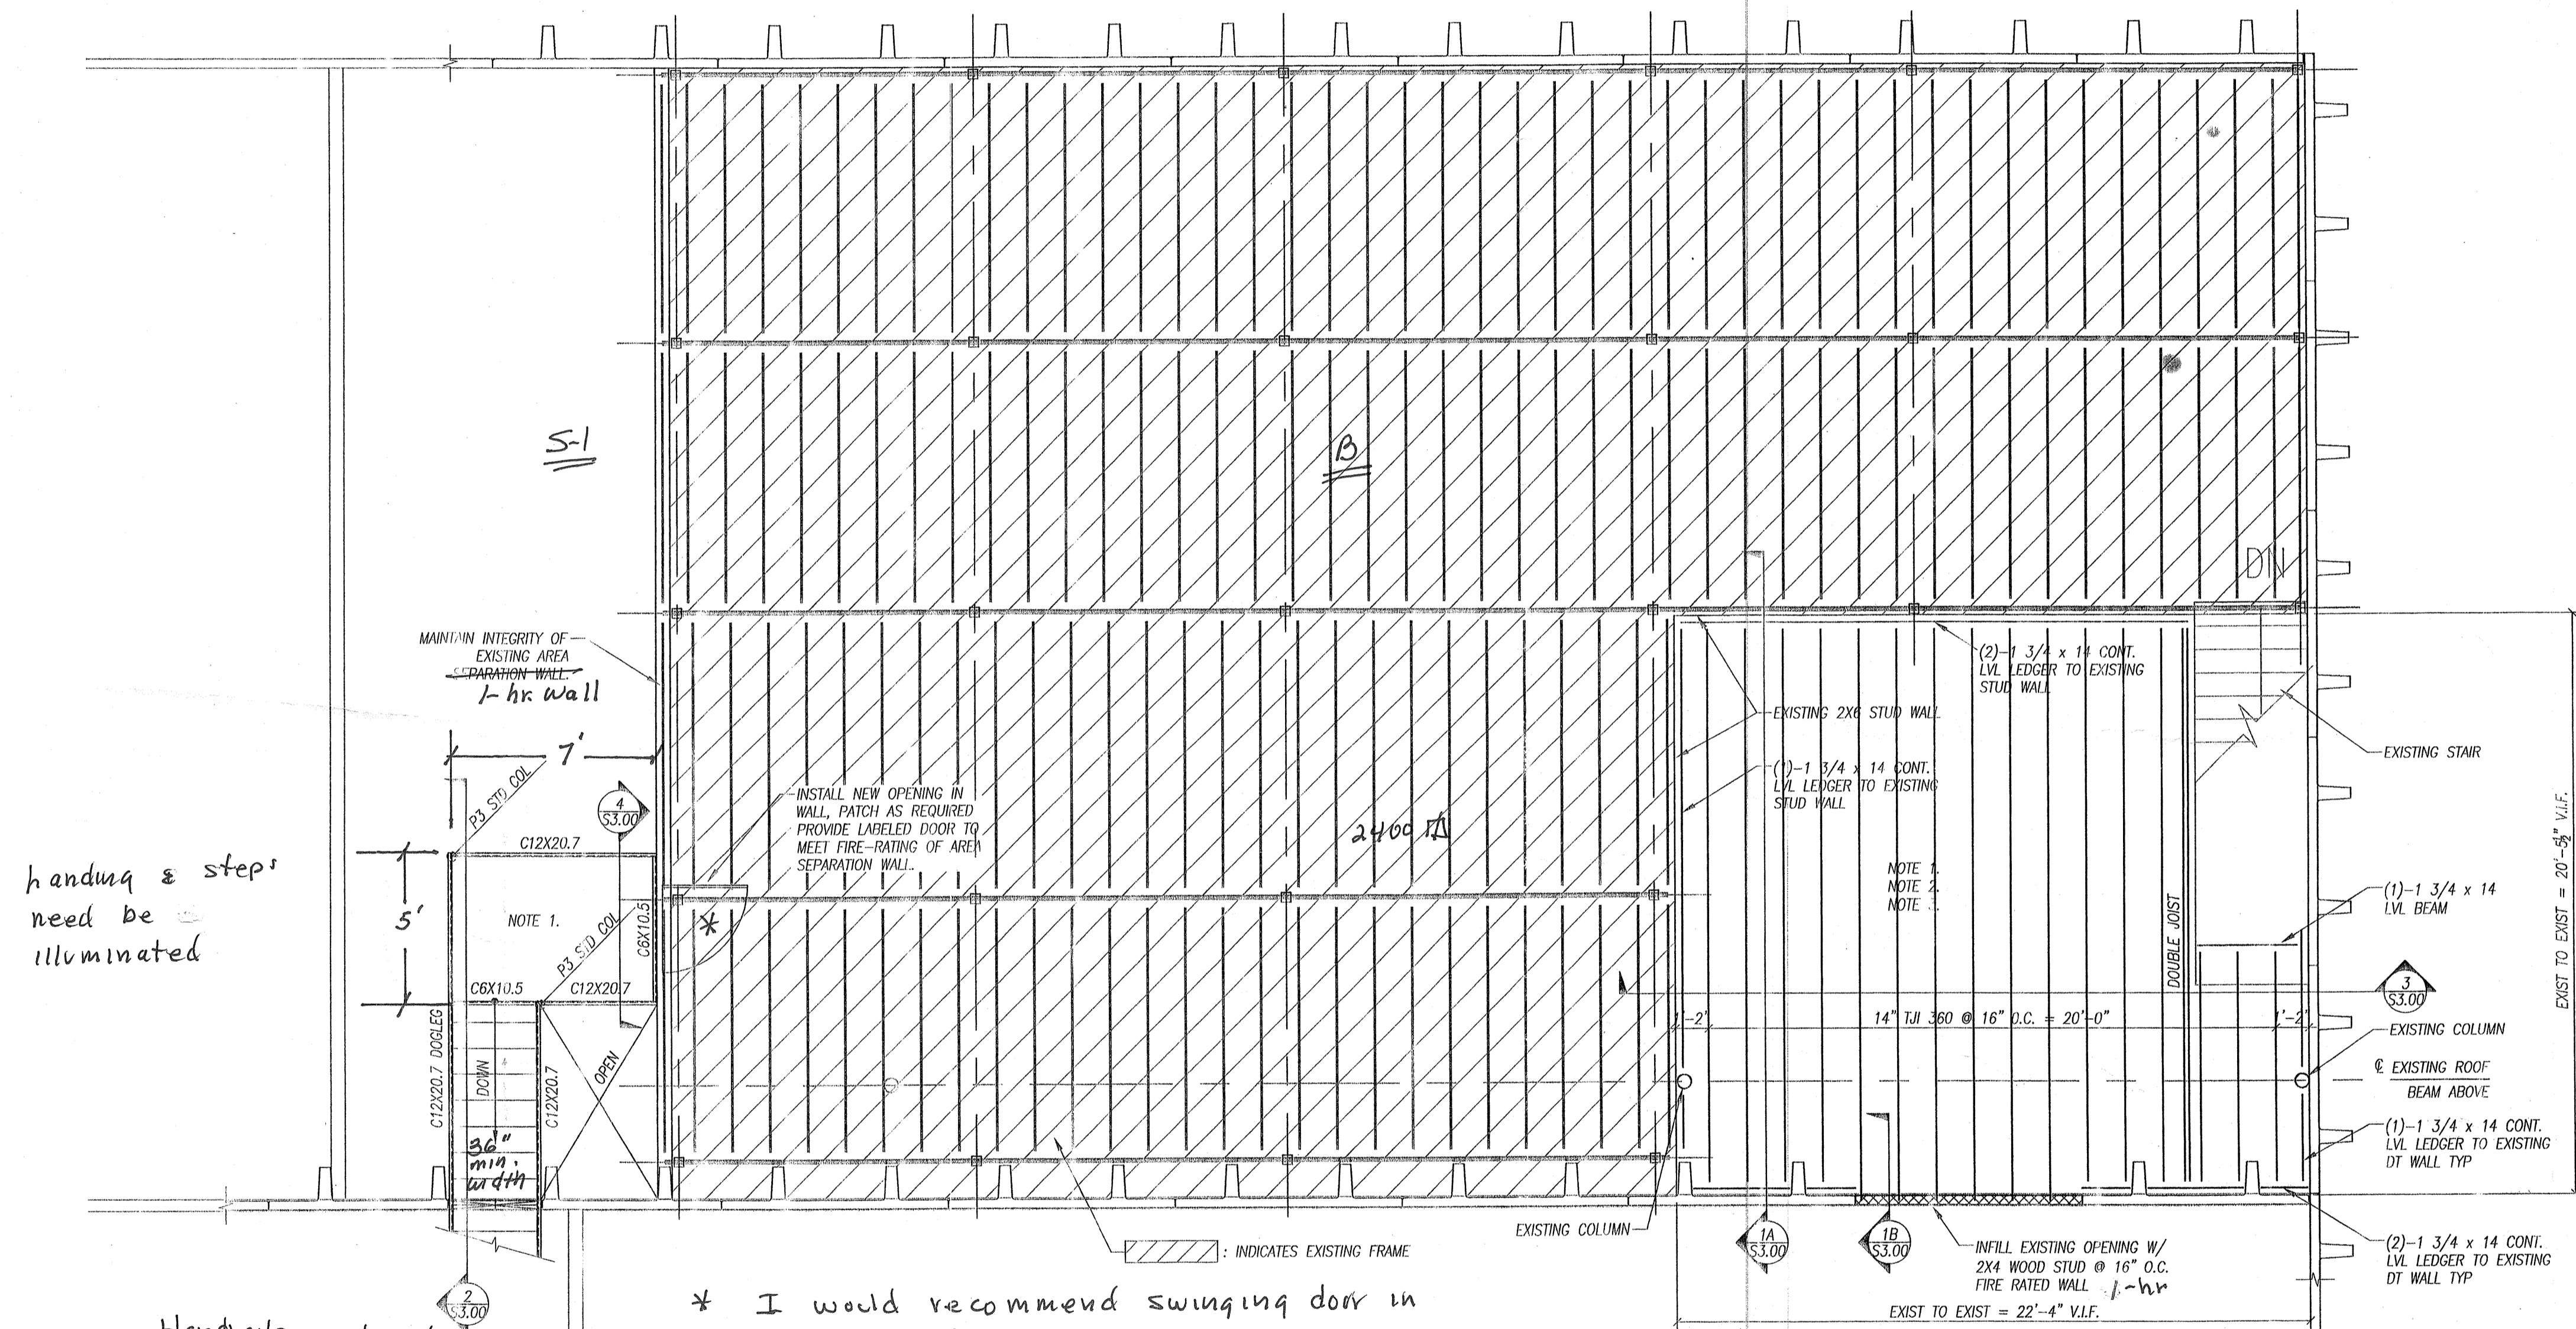 S-1
B
DN
MAINTAIN INTEGRITY OF
EXISTING AREA
SEPARATION WALL.
1-hr. wall
7'
P3 STD COL
4
S3.00
C12X20.7
INSTALL NEW OPENING IN
WALL, PATCH AS REQUIRED
PROVIDE LABELED DOOR TO
MEET FIRE-RATING OF AREA
SEPARATION WALL.
*
(2)-1 3/4 x 14 CONT.
LVL LEDGER TO EXISTING
STUD WALL
EXISTING 2X6 STUD WALL
(1)-1 3/4 x 14 CONT.
LVL LEDGER TO EXISTING
STUD WALL
EXISTING STAIR
2400
NOTE 1.
NOTE 2.
NOTE 3.
DOUBLE JOIST
(1)-1 3/4 x 14
LVL BEAM
EXIST TO EXIST = 20'-5½" V.I.F.
landing & steps
need be
illuminated
5'
NOTE 1.
P3 STD COL
C6X10.5
C6X10.5
C12X20.7
C12X20.7 DOGLEG
DOWN
C12X20.7
OPEN
36"
min.
width
3
S3.00
1'-2"
14" TJI 360 @ 16" O.C. = 20'-0"
1'-2"
EXISTING COLUMN
℄ EXISTING ROOF
BEAM ABOVE
(1)-1 3/4 x 14 CONT.
LVL LEDGER TO EXISTING
DT WALL TYP
EXISTING COLUMN
: INDICATES EXISTING FRAME
1A
S3.00
1B
S3.00
INFILL EXISTING OPENING W/
2X4 WOOD STUD @ 16" O.C.
FIRE RATED WALL 1-hr
(2)-1 3/4 x 14 CONT.
LVL LEDGER TO EXISTING
DT WALL TYP
EXIST TO EXIST = 22'-4" V.I.F.
2
S3.00
* I would recommend swinging door in